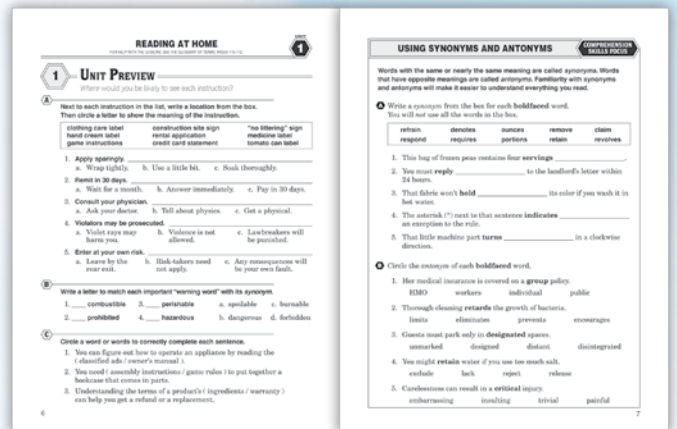 READING AT HOME
UNIT
1
1
UNIT PREVIEW
Where would you be likely to see each instruction?
A
Next to each instruction in the list, write a location from the box.
Then circle a letter to show the meaning of the instruction.
clothing care label construction site sign "no littering" sign
hand cream label rental application medicine label
game instructions credit card statement tomato can label
1. Apply sparingly.
a. Wrap tightly. b. Use a little bit. c. Soak thoroughly.
2. Remit in 30 days.
a. Wait for a month. b. Answer immediately. c. Pay in 30 days.
3. Consult your physician.
a. Ask your doctor. b. Tell about physics. c. Get a physical.
4. Violators may be prosecuted.
a. Violet rays may b. Violence is not c. Lawbreakers will
harm you. allowed. be punished.
5. Enter at your own risk.
a. Leave by the b. Risk-takers need c. Any consequences will
rear exit. not apply. be your own fault.
B
Write a letter to match each important "warning word" with its synonym.
1. ____ combustible 3. ____ perishable a. spoilable c. burnable
2. ____ prohibited 4. ____ hazardous b. dangerous d. forbidden
C
Circle a word or words to correctly complete each sentence.
1. You can figure out how to operate an appliance by reading the
( classified ads / owner's manual ).
2. You need ( assembly instructions / game rules ) to put together a
bookcase that comes in parts.
3. Understanding the terms of a product's ( ingredients / warranty )
can help you get a refund or a replacement.
6
USING SYNONYMS AND ANTONYMS
COMPREHENSION
SKILLS FOCUS
Words with the same or nearly the same meaning are called synonyms. Words
that have opposite meanings are called antonyms. Familiarity with synonyms
and antonyms will make it easier to understand everything you read.
A Write a synonym from the box for each boldfaced word.
You will not use all the words in the box.
refrain denotes ounces remove claim
respond requires portions retain revolves
1. This bag of frozen peas contains four servings ____________.
2. You must reply ____________ to the landlord's letter within
24 hours.
3. That fabric won't hold ____________ its color if you wash it in
hot water.
4. The asterisk (*) next to that sentence indicates ____________
an exception to the rule.
5. That little machine part turns ____________ in a clockwise
direction.
B Circle the antonym of each boldfaced word.
1. Her medical insurance is covered on a group policy.
HMO workers individual public
2. Thorough cleaning retards the growth of bacteria.
limits eliminates prevents encourages
3. Guests must park only in designated spaces.
unmarked designed distant disintegrated
4. You might retain water if you use too much salt.
exclude lack reject release
5. Carelessness can result in a critical injury.
embarrassing insulting trivial painful
7